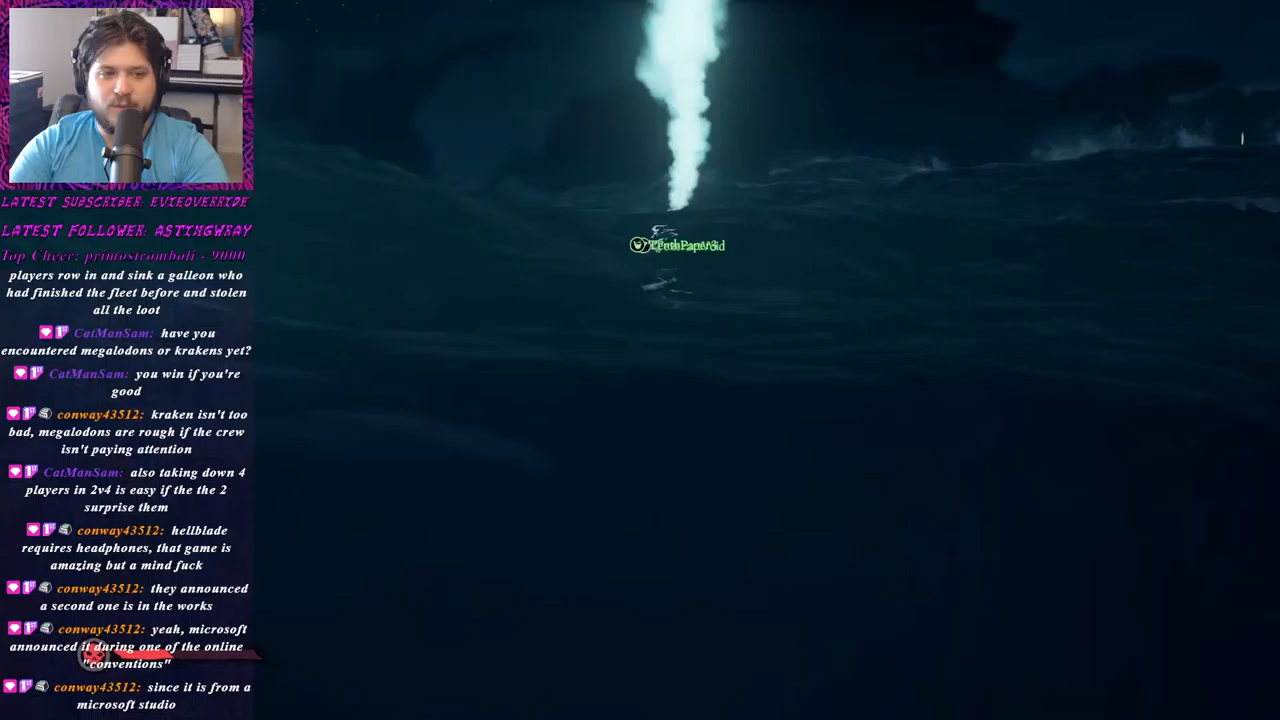 LATEST SUBSCRIBER: EVIEOVERRIDE
LATEST FOLLOWER: ASTINGWRAY
Top Cheer: primostromboli - 9000
players row in and sink a galleon who
had finished the fleet before and stolen
all the loot
CatManSam: have you
encountered megalodons or krakens yet?
CatManSam: you win if you're
good
conway43512: kraken isn't too
bad, megalodons are rough if the crew
isn't paying attention
CatManSam: also taking down 4
players in 2v4 is easy if the the 2
surprise them
conway43512: hellblade
requires headphones, that game is
amazing but a mind fuck
conway43512: they announced
a second one is in the works
conway43512: yeah, microsoft
announced it during one of the online
"conventions"
conway43512: since it is from a
microsoft studio